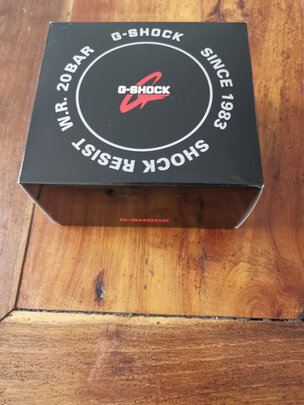 G-SHOCK
SINCE 1983
SHOCK RESIST
W.R. 20BAR
G-SHOCK
G-SHOCK